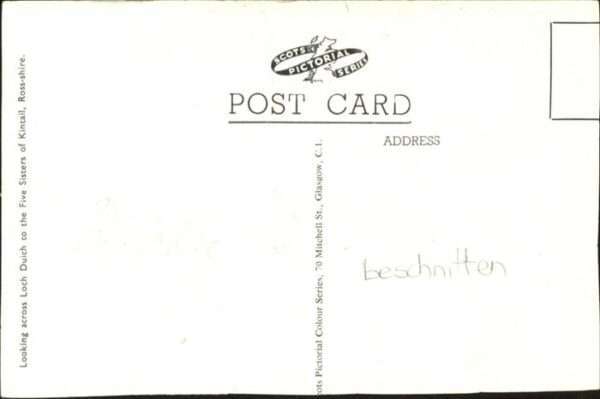 SCOTS
PICTORIAL
SERIES
POST CARD
ADDRESS
Looking across Loch Duich to the Five Sisters of Kintail, Ross-shire.
ots Pictorial Colour Series, 70 Mitchell St., Glasgow, C.1.
beschnitten